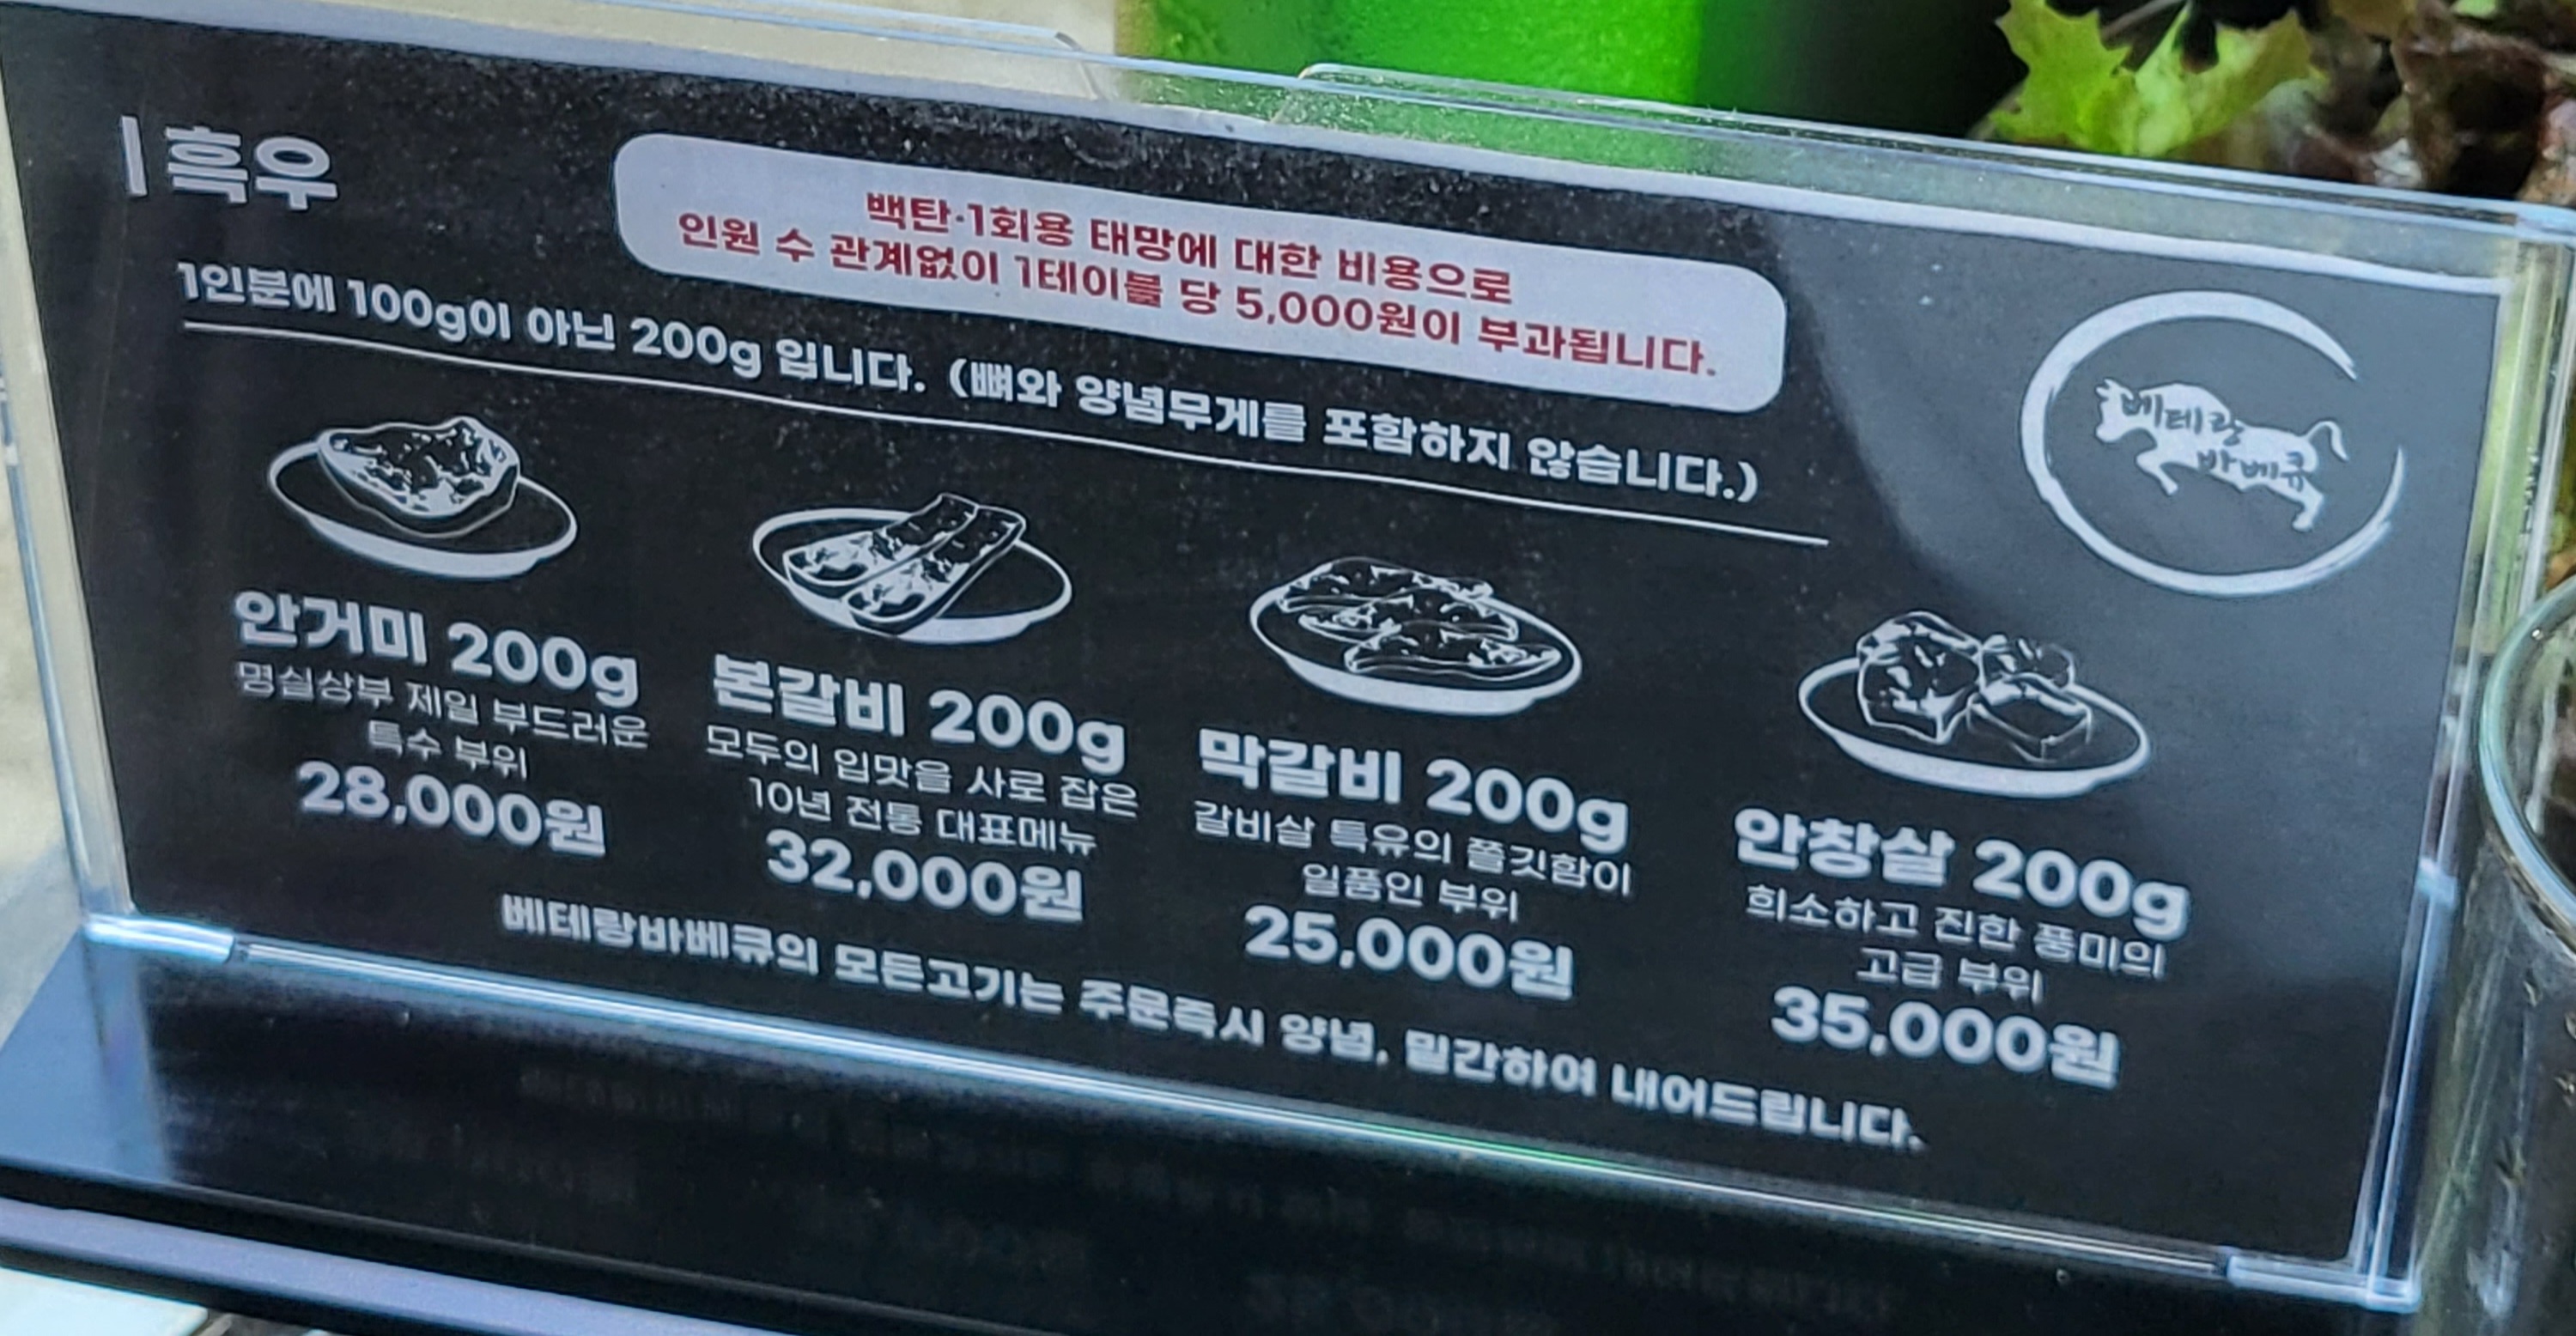 흑우
백탄·1회용 태망에 대한 비용으로
인원 수 관계없이 1테이블 당 5,000원이 부과됩니다.
1인분에 100g이 아닌 200g 입니다. (뼈와 양념무게를 포함하지 않습니다.)
베테랑
바베큐
안거미 200g
명실상부 제일 부드러운
특수 부위
28,000원
본갈비 200g
모두의 입맛을 사로 잡은
10년 전통 대표메뉴
32,000원
막갈비 200g
갈비살 특유의 쫄깃함이
일품인 부위
25,000원
안창살 200g
희소하고 진한 풍미의
고급 부위
35,000원
베테랑바베큐의 모든고기는 주문즉시 양념, 밑간하여 내어드립니다.